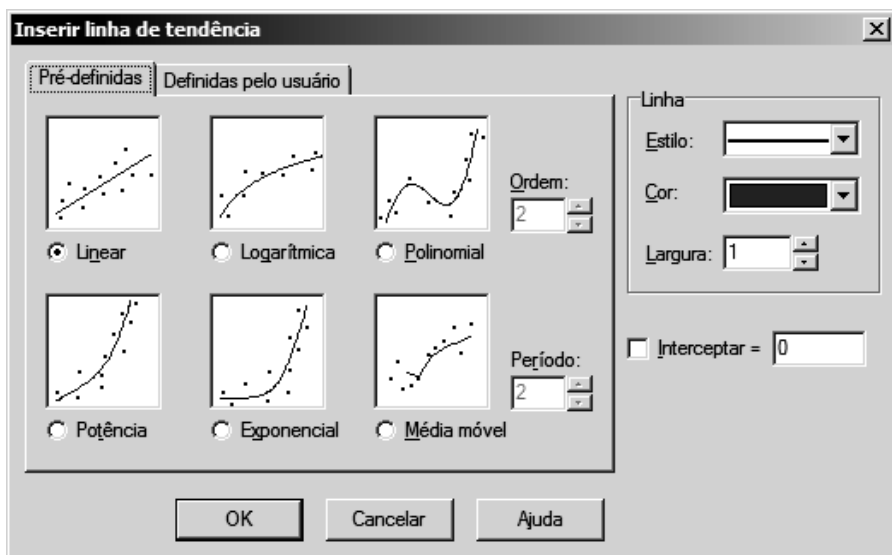 Inserir linha de tendência
Pré-definidas Definidas pelo usuário
Linear
Logarítmica
Polinomial
Ordem:
2
Potência
Exponencial
Média móvel
Período:
2
Linha
Estilo:
Cor:
Largura: 1
Interceptar = 0
OK Cancelar Ajuda